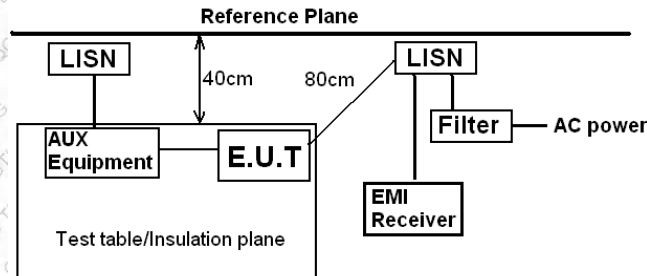 Reference Plane
LISN
40cm
80cm
LISN
Filter
AC power
AUX
Equipment
E.U.T
EMI
Receiver
Test table/Insulation plane